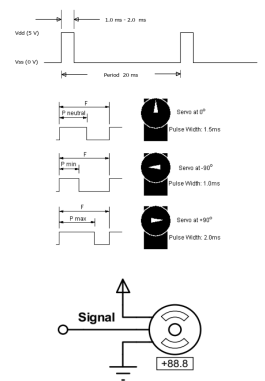 1.0 ms - 2.0 ms
Vdd (5 V)
Vss (0 V)
Period 20 ms
F
P neutral
Servo at 0°
Pulse Width: 1.5ms
F
P min
Servo at -90°
Pulse Width: 1.0ms
F
P max
Servo at +90°
Pulse Width: 2.0ms
Signal
+88.8